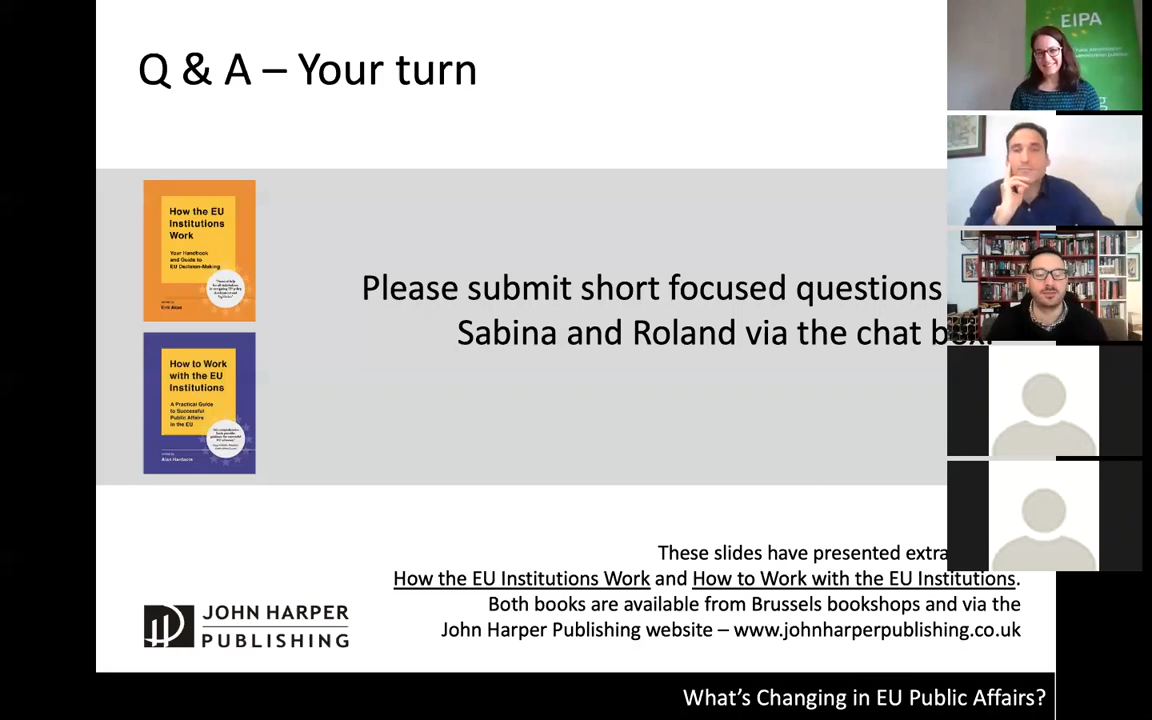 Q & A – Your turn
EIPA
How the EU
Institutions
Work
Your Handbook
and Guide to
EU Decision-Making
How to Work
with the EU
Institutions
A Practical Guide
to Successful
Public Affairs
in the EU
Alan Hardacre
Please submit short focused questions
Sabina and Roland via the chat
These slides have presented
How the EU Institutions Work and How to Work with the EU Institutions.
Both books are available from Brussels bookshops and via the
John Harper Publishing website – www.johnharperpublishing.co.uk
JOHN HARPER
PUBLISHING
What's Changing in EU Public Affairs?